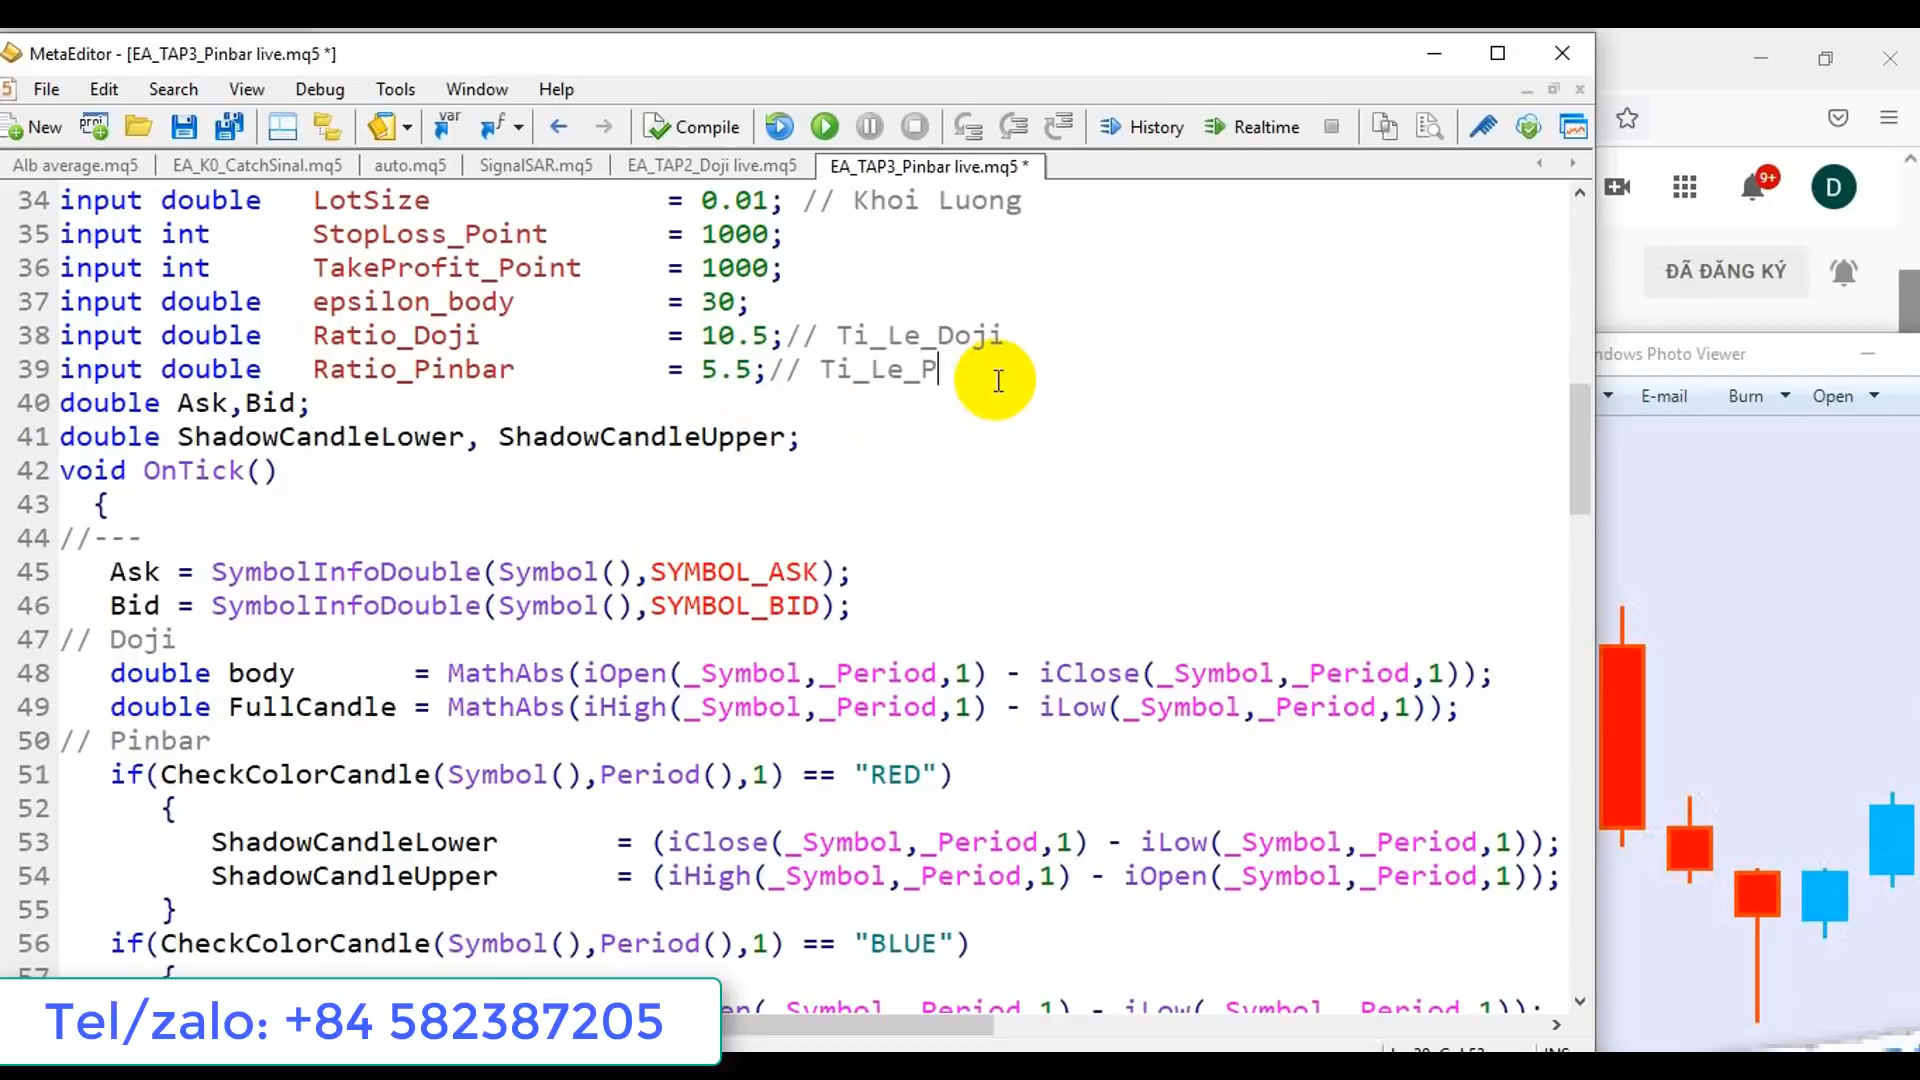 MetaEditor - [EA_TAP3_Pinbar live.mq5 *]
File Edit Search View Debug Tools Window Help
New Compile History Realtime
Alb average.mq5 EA_K0_CatchSinal.mq5 auto.mq5 SignalSAR.mq5 EA_TAP2_Doji live.mq5 EA_TAP3_Pinbar live.mq5 *
9+
D
ĐÃ ĐĂNG KÝ
ndows Photo Viewer
E-mail Burn Open
34 input double LotSize = 0.01; // Khoi Luong
35 input int StopLoss_Point = 1000;
36 input int TakeProfit_Point = 1000;
37 input double epsilon_body = 30;
38 input double Ratio_Doji = 10.5;// Ti_Le_Doji
39 input double Ratio_Pinbar = 5.5;// Ti_Le_P
40 double Ask,Bid;
41 double ShadowCandleLower, ShadowCandleUpper;
42 void OnTick()
43 {
44 //---
45 Ask = SymbolInfoDouble(Symbol(),SYMBOL_ASK);
46 Bid = SymbolInfoDouble(Symbol(),SYMBOL_BID);
47 // Doji
48 double body = MathAbs(iOpen(_Symbol,_Period,1) - iClose(_Symbol,_Period,1));
49 double FullCandle = MathAbs(iHigh(_Symbol,_Period,1) - iLow(_Symbol,_Period,1));
50 // Pinbar
51 if(CheckColorCandle(Symbol(),Period(),1) == "RED")
52 {
53 ShadowCandleLower = (iClose(_Symbol,_Period,1) - iLow(_Symbol,_Period,1));
54 ShadowCandleUpper = (iHigh(_Symbol,_Period,1) - iOpen(_Symbol,_Period,1));
55 }
56 if(CheckColorCandle(Symbol(),Period(),1) == "BLUE")
57 {
Tel/zalo: +84 582387205